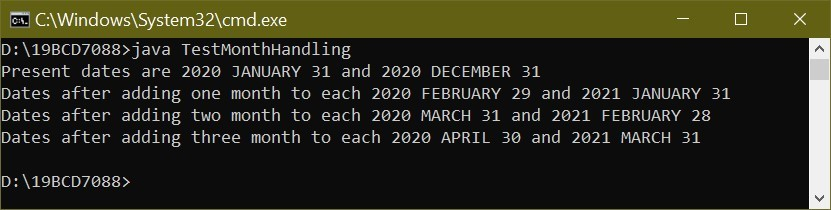 C:\Windows\System32\cmd.exe
D:\19BCD7088>java TestMonthHandling
Present dates are 2020 JANUARY 31 and 2020 DECEMBER 31
Dates after adding one month to each 2020 FEBRUARY 29 and 2021 JANUARY 31
Dates after adding two month to each 2020 MARCH 31 and 2021 FEBRUARY 28
Dates after adding three month to each 2020 APRIL 30 and 2021 MARCH 31
D:\19BCD7088>